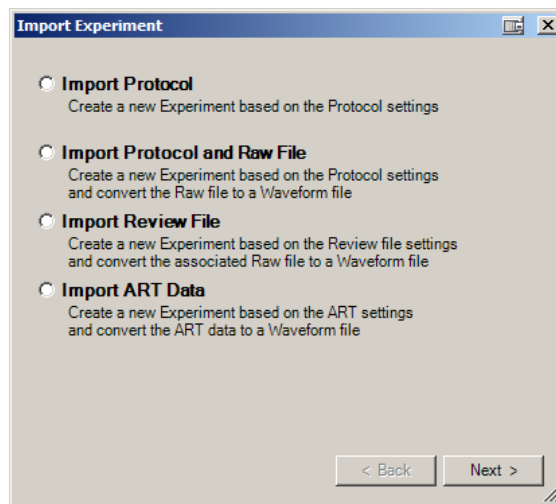 Import Experiment
Import Protocol
Create a new Experiment based on the Protocol settings
Import Protocol and Raw File
Create a new Experiment based on the Protocol settings
and convert the Raw file to a Waveform file
Import Review File
Create a new Experiment based on the Review file settings
and convert the associated Raw file to a Waveform file
Import ART Data
Create a new Experiment based on the ART settings
and convert the ART data to a Waveform file
< Back Next >